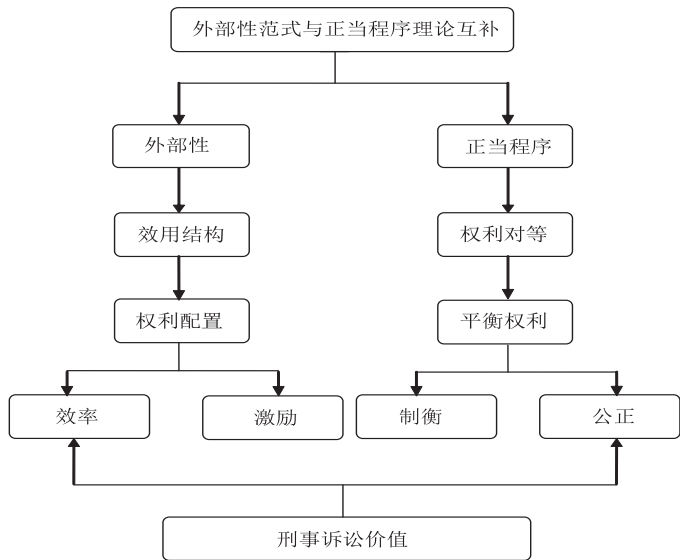 外部性范式与正当程序理论互补
外部性
正当程序
效用结构
权利对等
权利配置
平衡权利
效率
激励
制衡
公正
刑事诉讼价值